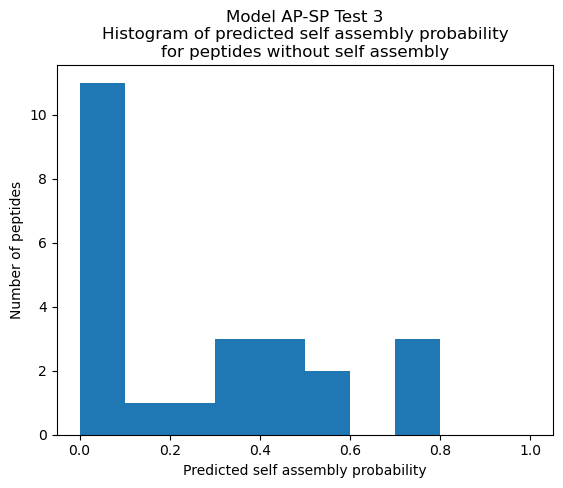 Model AP-SP Test 3
Histogram of predicted self assembly probability
for peptides without self assembly
Number of peptides
10
8
6
4
2
0
0.0 0.2 0.4 0.6 0.8 1.0
Predicted self assembly probability